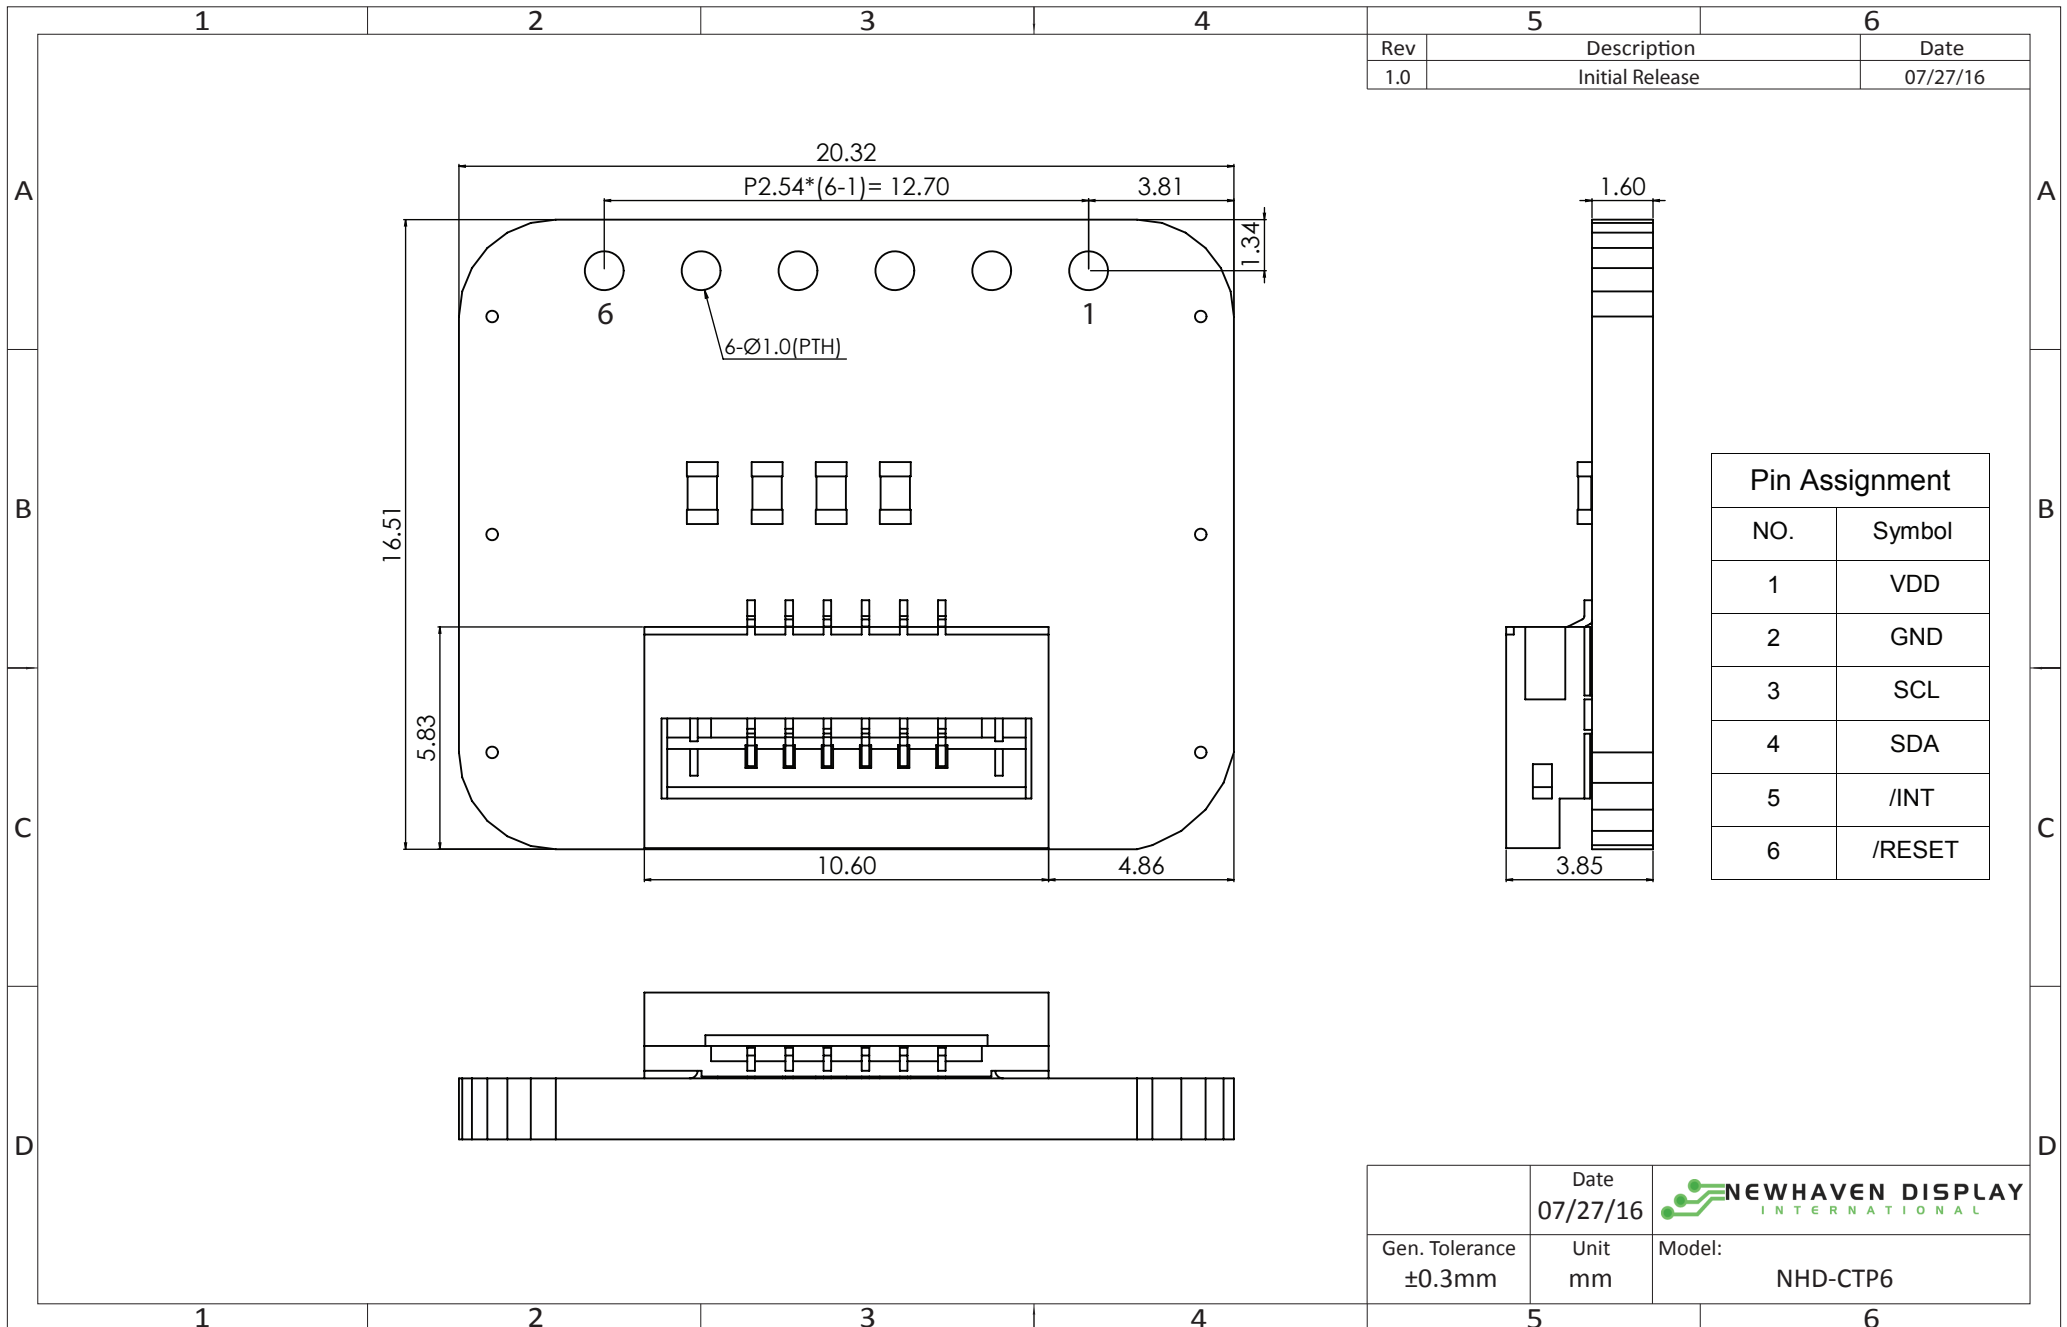 1 2 3 4 5 6
Rev Description Date
1.0 Initial Release 07/27/16
20.32
P2.54*(6-1)= 12.70 3.81
1.60
A A
1.34
6 1
6-Ø1.0(PTH)
16.51
B B
Pin Assignment
NO. Symbol
1 VDD
2 GND
3 SCL
4 SDA
5 /INT
6 /RESET
5.83
C C
10.60 4.86
3.85
D D
Date
07/27/16
NEWHAVEN DISPLAY
INTERNATIONAL
Gen. Tolerance
±0.3mm
Unit
mm
Model:
NHD-CTP6
1 2 3 4 5 6